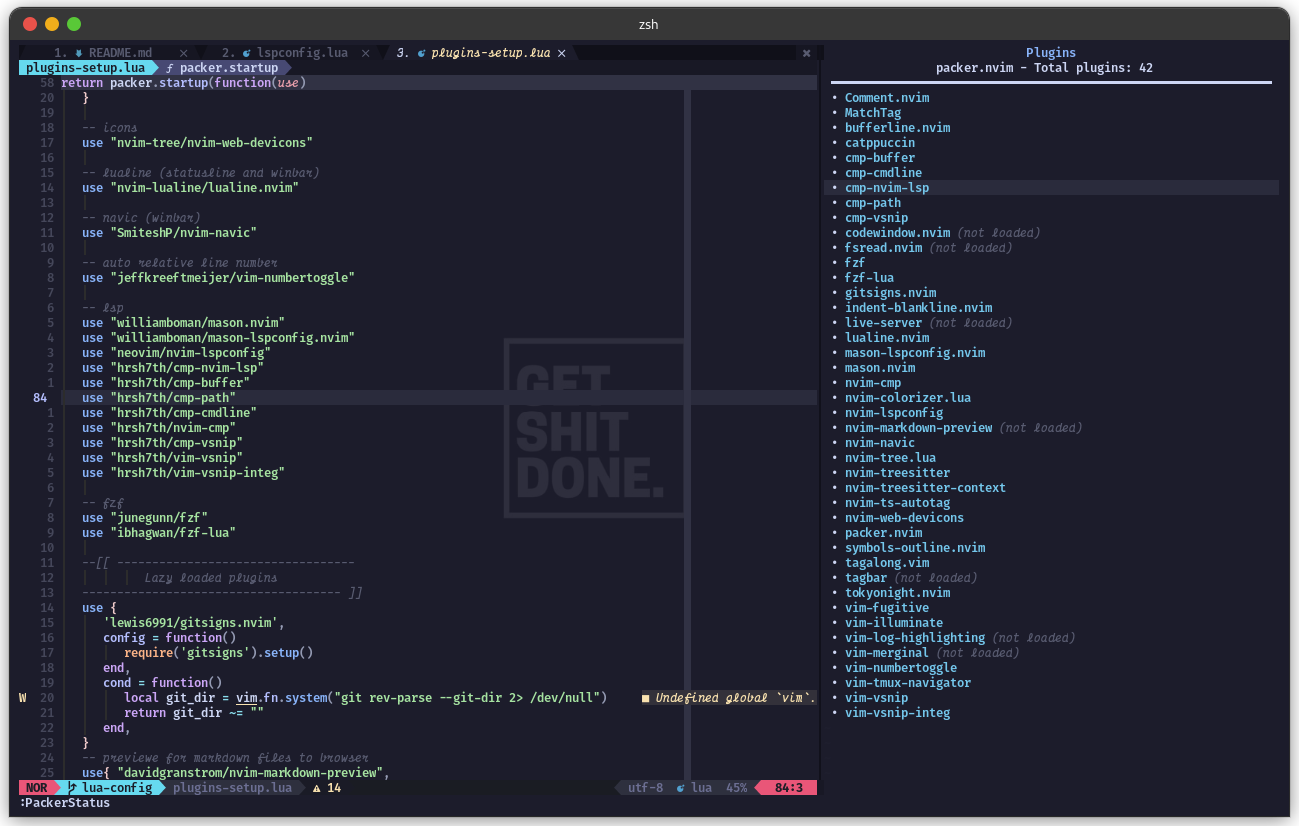 zsh
1. README.md ×
2. lspconfig.lua ×
3. plugins-setup.lua ×
plugins-setup.lua ƒ packer.startup
58 return packer.startup(function(use)
20 }
19
18 -- icons
17 use "nvim-tree/nvim-web-devicons"
16
15 -- lualine (statusline and winbar)
14 use "nvim-lualine/lualine.nvim"
13
12 -- navic (winbar)
11 use "SmiteshP/nvim-navic"
10
9 -- auto relative line number
8 use "jeffkreeftmeijer/vim-numbertoggle"
7
6 -- lsp
5 use "williamboman/mason.nvim"
4 use "williamboman/mason-lspconfig.nvim"
3 use "neovim/nvim-lspconfig"
2 use "hrsh7th/cmp-nvim-lsp"
1 use "hrsh7th/cmp-buffer"
84 use "hrsh7th/cmp-path"
1 use "hrsh7th/cmp-cmdline"
2 use "hrsh7th/nvim-cmp"
3 use "hrsh7th/cmp-vsnip"
4 use "hrsh7th/vim-vsnip"
5 use "hrsh7th/vim-vsnip-integ"
6
7 -- fzf
8 use "junegunn/fzf"
9 use "ibhagwan/fzf-lua"
10
11 --[[ ----------------------------------
12 Lazy loaded plugins
13 ------------------------------------- ]]
14 use {
15 'lewis6991/gitsigns.nvim',
16 config = function()
17 require('gitsigns').setup()
18 end,
19 cond = function()
W 20 local git_dir = vim.fn.system("git rev-parse --git-dir 2> /dev/null") ■ Undefined global `vim`.
21 return git_dir ~= ""
22 end,
23 }
24 -- previewe for markdown files to browser
25 use{ "davidgranstrom/nvim-markdown-preview",
GET
SHIT
DONE.
NOR lua-config plugins-setup.lua ⚠ 14 utf-8 lua 45% 84:3
:PackerStatus
Plugins
packer.nvim - Total plugins: 42
• Comment.nvim
• MatchTag
• bufferline.nvim
• catppuccin
• cmp-buffer
• cmp-cmdline
• cmp-nvim-lsp
• cmp-path
• cmp-vsnip
• codewindow.nvim (not loaded)
• fsread.nvim (not loaded)
• fzf
• fzf-lua
• gitsigns.nvim
• indent-blankline.nvim
• live-server (not loaded)
• lualine.nvim
• mason-lspconfig.nvim
• mason.nvim
• nvim-cmp
• nvim-colorizer.lua
• nvim-lspconfig
• nvim-markdown-preview (not loaded)
• nvim-navic
• nvim-tree.lua
• nvim-treesitter
• nvim-treesitter-context
• nvim-ts-autotag
• nvim-web-devicons
• packer.nvim
• symbols-outline.nvim
• tagalong.vim
• tagbar (not loaded)
• tokyonight.nvim
• vim-fugitive
• vim-illuminate
• vim-log-highlighting (not loaded)
• vim-merginal (not loaded)
• vim-numbertoggle
• vim-tmux-navigator
• vim-vsnip
• vim-vsnip-integ